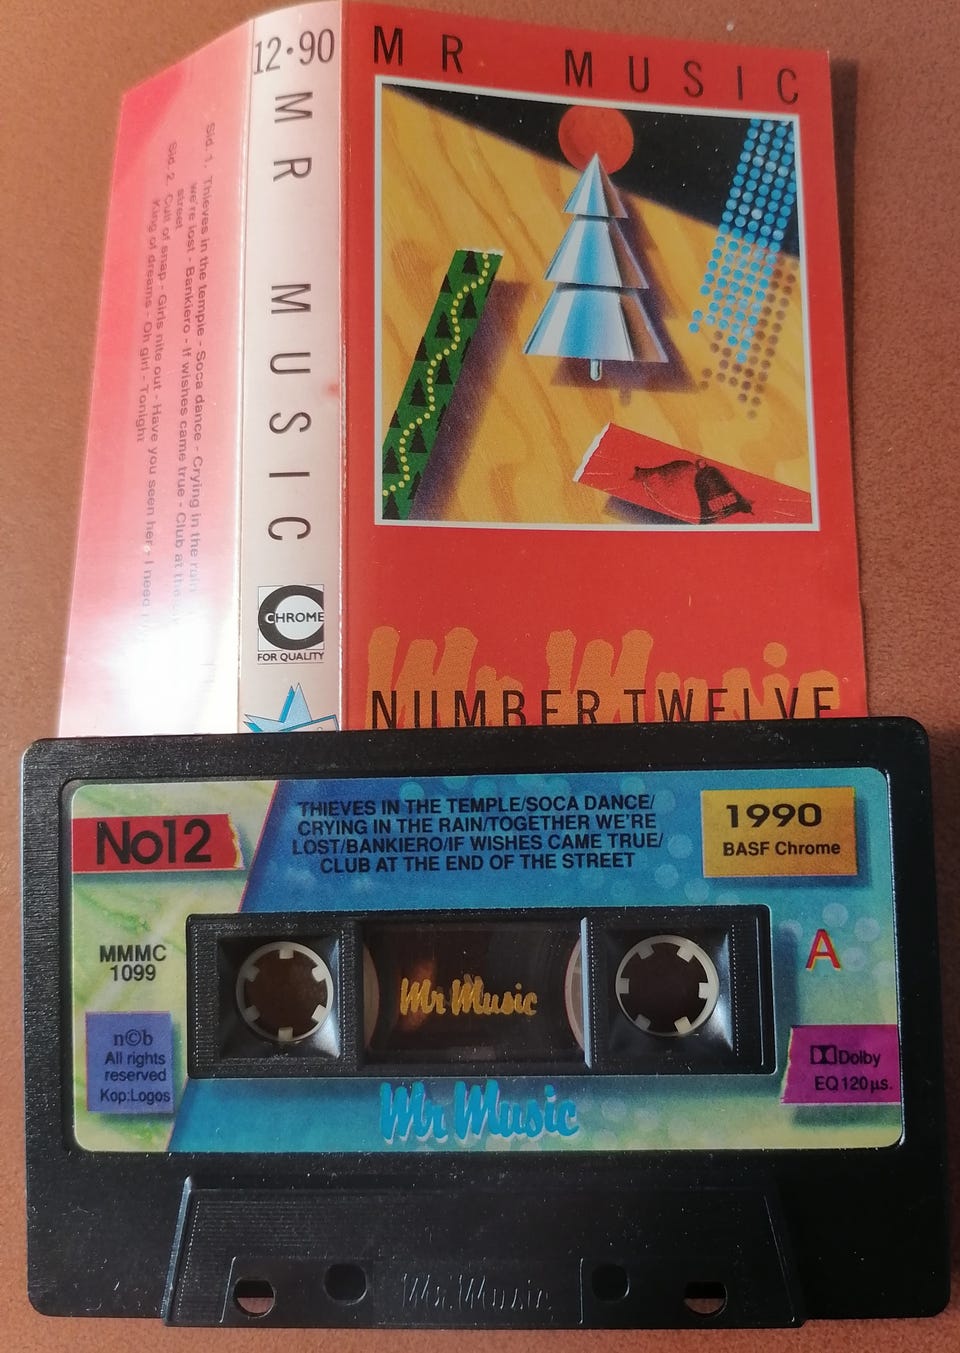 Sid. 1. Thieves in the temple - Soca dance - Crying in the rain
we're lost - Bankiero - If wishes came true - Club at the
street
Sid. 2. Cult of snap - Girls nite out - Have you seen her - I need
King of dreams - Oh girl - Tonight
12•90
MR MUSIC
CHROME
FOR QUALITY
MR MUSIC
Mr Music
NUMBER TWELVE
No12
THIEVES IN THE TEMPLE/SOCA DANCE/
CRYING IN THE RAIN/TOGETHER WE'RE
LOST/BANKIERO/IF WISHES CAME TRUE/
CLUB AT THE END OF THE STREET
1990
BASF Chrome
MMMC
1099
A
Mr Music
n©b
All rights
reserved
Kop:Logos
Dolby
EQ 120 µs.
Mr Music
Mr. Music